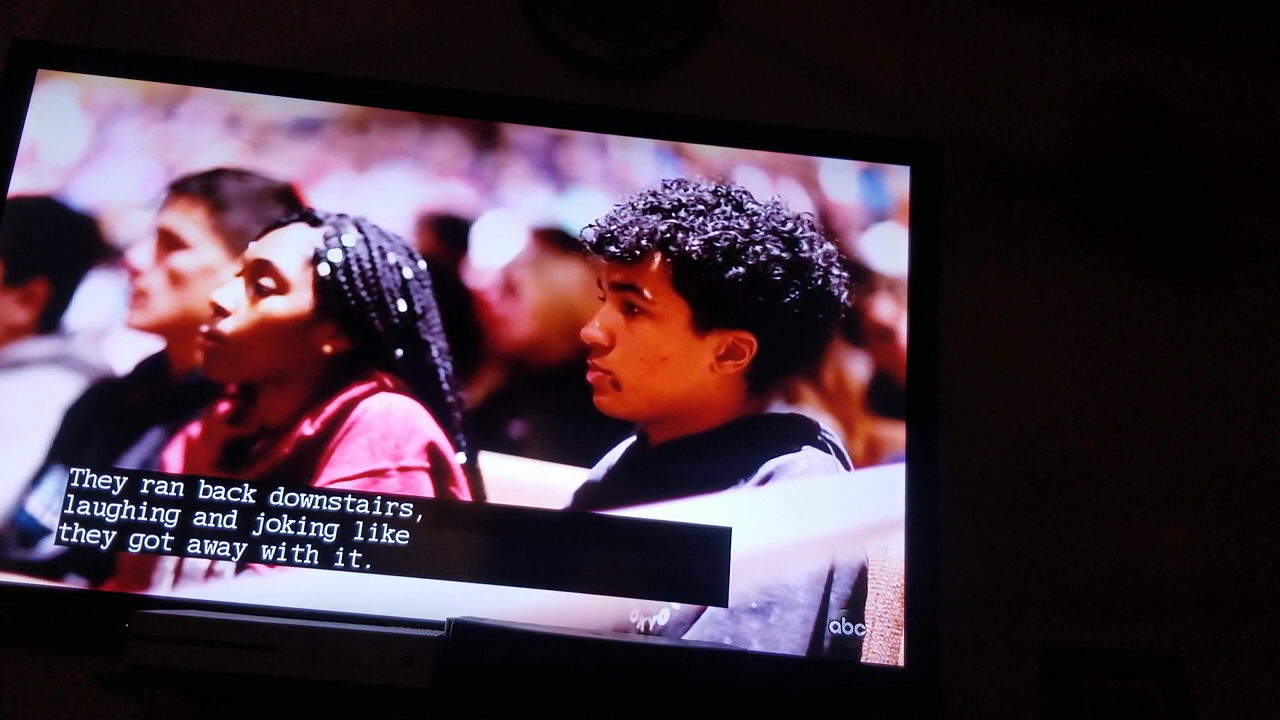 They ran back downstairs,
laughing and joking like
they got away with it.
abc